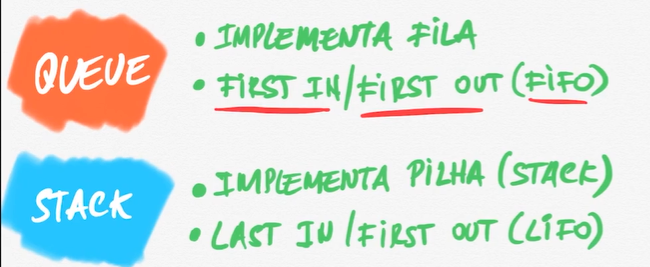 QUEUE
• IMPLEMENTA FILA
• FIRST IN/FIRST OUT (FIFO)
STACK
• IMPLEMENTA PILHA (STACK)
• LAST IN/FIRST OUT (LIFO)